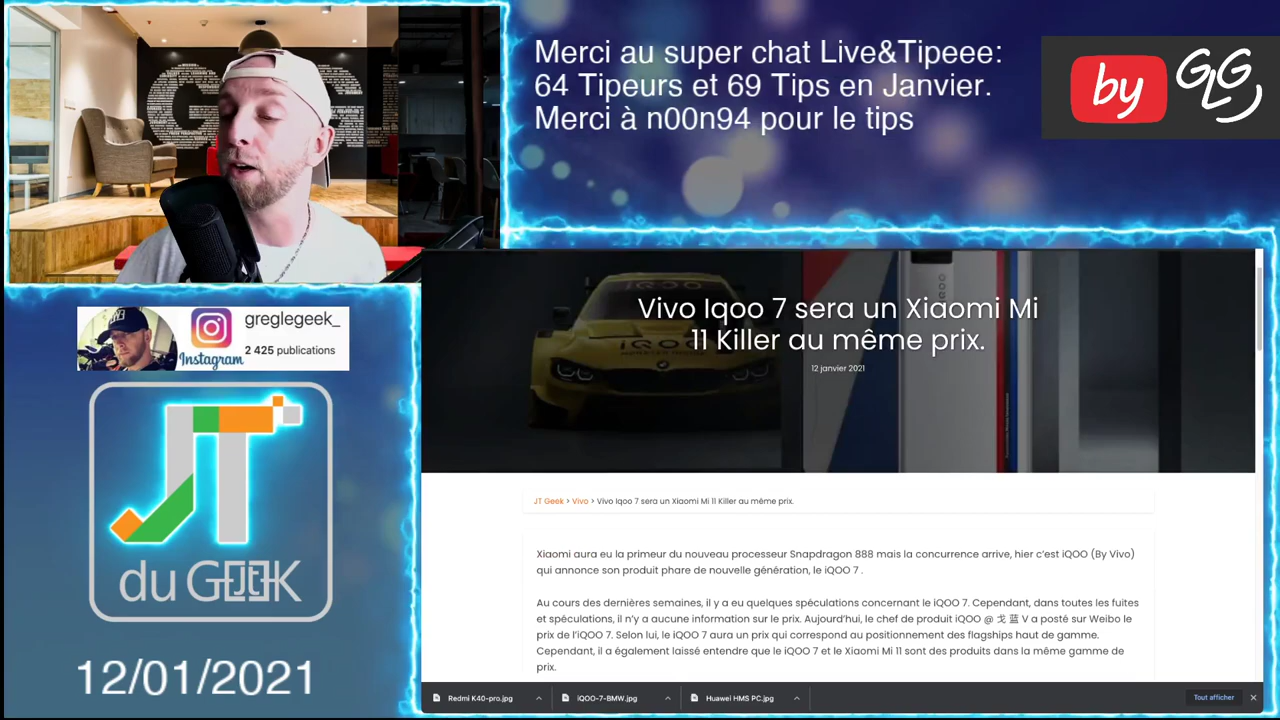 Merci au super chat Live&Tipeee:
64 Tipeurs et 69 Tips en Janvier.
Merci à n00n94 pour le tips
by GLG
greglegeek_
2 425 publications
Instagram
JT
du GEEK
12/01/2021
Vivo Iqoo 7 sera un Xiaomi Mi
11 Killer au même prix.
12 janvier 2021
JT Geek > Vivo > Vivo Iqoo 7 sera un Xiaomi Mi 11 Killer au même prix.
Xiaomi aura eu la primeur du nouveau processeur Snapdragon 888 mais la concurrence arrive, hier c'est iQOO (By Vivo)
qui annonce son produit phare de nouvelle génération, le iQOO 7 .
Au cours des dernières semaines, il y a eu quelques spéculations concernant le iQOO 7. Cependant, dans toutes les fuites
et spéculations, il n'y a aucune information sur le prix. Aujourd'hui, le chef de produit iQOO @ 戈 蓝 V a posté sur Weibo le
prix de l'iQOO 7. Selon lui, le iQOO 7 aura un prix qui correspond au positionnement des flagships haut de gamme.
Cependant, il a également laissé entendre que le iQOO 7 et le Xiaomi Mi 11 sont des produits dans la même gamme de
prix.
Redmi K40-pro.jpg
iQOO-7-BMW.jpg
Huawei HMS PC.jpg
Tout afficher